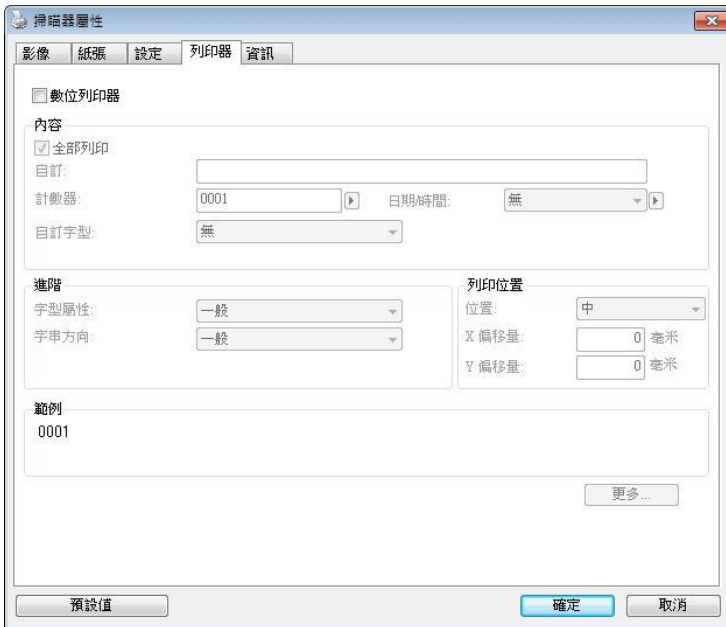 掃瞄器屬性
影像 紙張 設定 列印器 資訊
數位列印器
內容
全部列印
自訂:
計數器: 0001 日期/時間: 無
自訂字型: 無
進階
字型屬性: 一般
字串方向: 一般
列印位置
位置: 中
X 偏移量: 0 毫米
Y 偏移量: 0 毫米
範例
0001
更多...
預設值 確定 取消